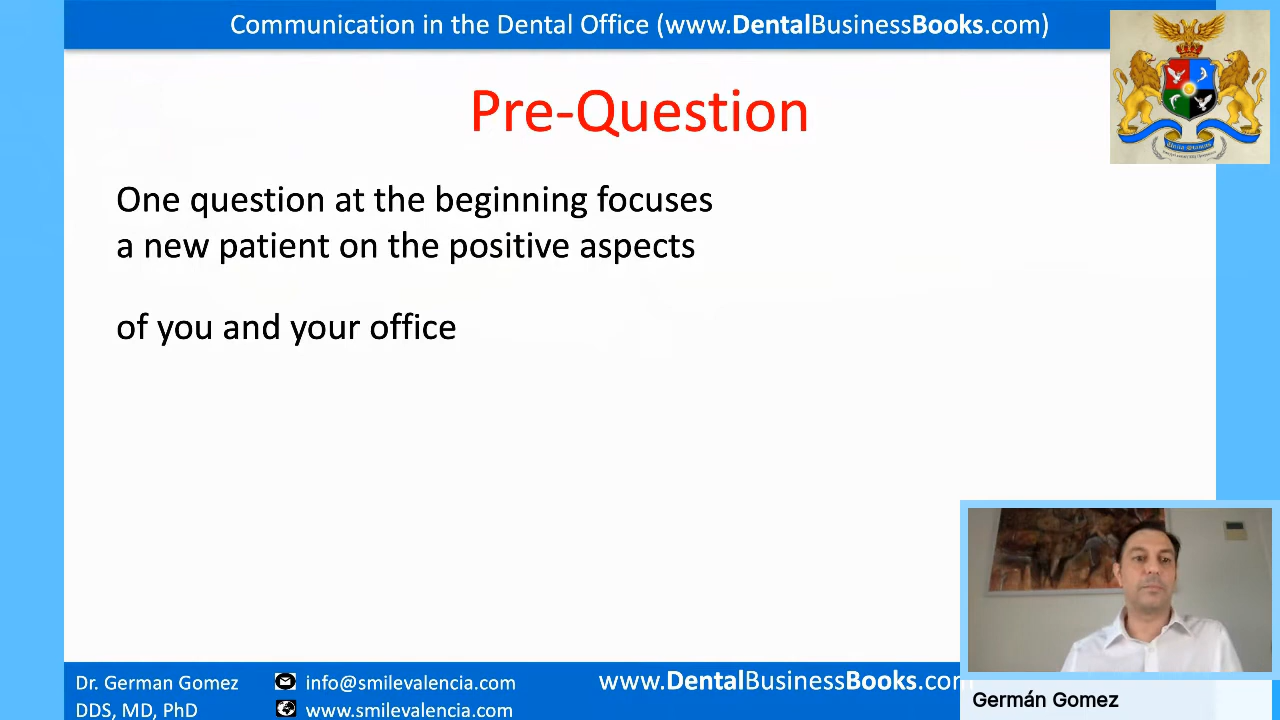 Communication in the Dental Office (www.DentalBusinessBooks.com)
Pre-Question
One question at the beginning focuses
a new patient on the positive aspects
of you and your office
Dr. German Gomez
DDS, MD, PhD
info@smilevalencia.com
www.smilevalencia.com
www.DentalBusinessBooks.com
Germán Gomez